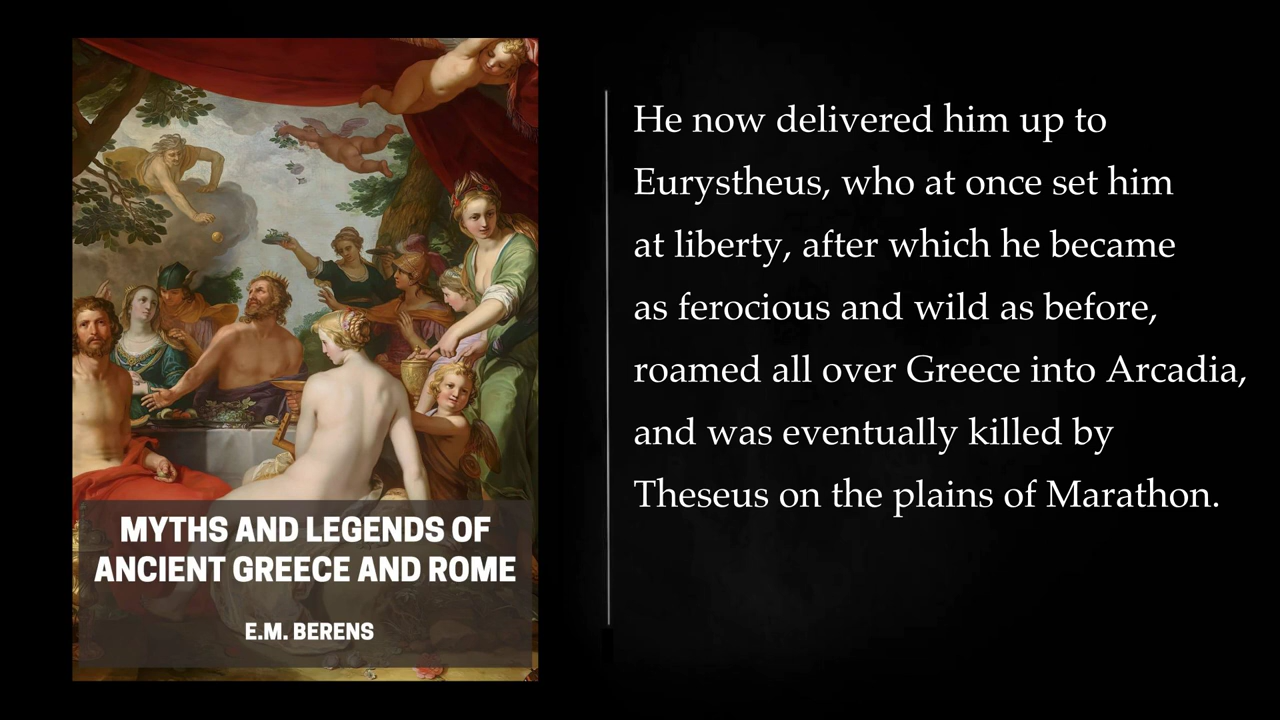 MYTHS AND LEGENDS OF
ANCIENT GREECE AND ROME
E.M. BERENS
He now delivered him up to
Eurystheus, who at once set him
at liberty, after which he became
as ferocious and wild as before,
roamed all over Greece into Arcadia,
and was eventually killed by
Theseus on the plains of Marathon.